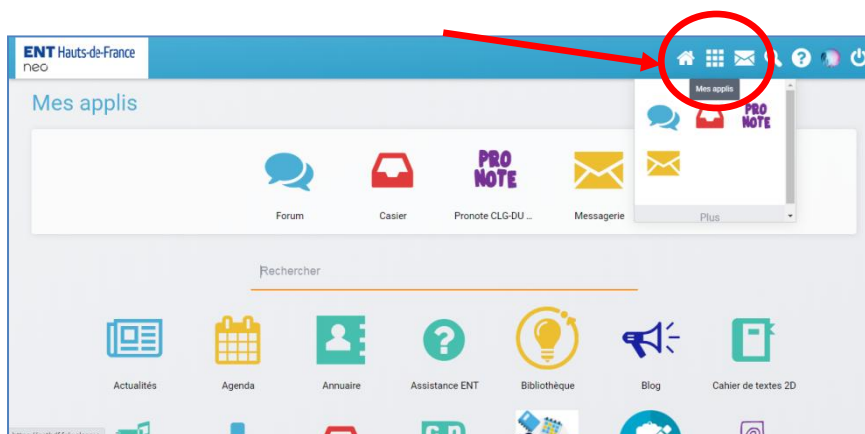 ENT Hauts-de-France
neo
Mes applis
Mes applis
PRO
NOTE
PRO
NOTE
Forum
Casier
Pronote CLG-DU ...
Messagerie
Plus
Rechercher
Actualités
Agenda
Annuaire
Assistance ENT
Bibliothèque
Blog
Cahier de textes 2D